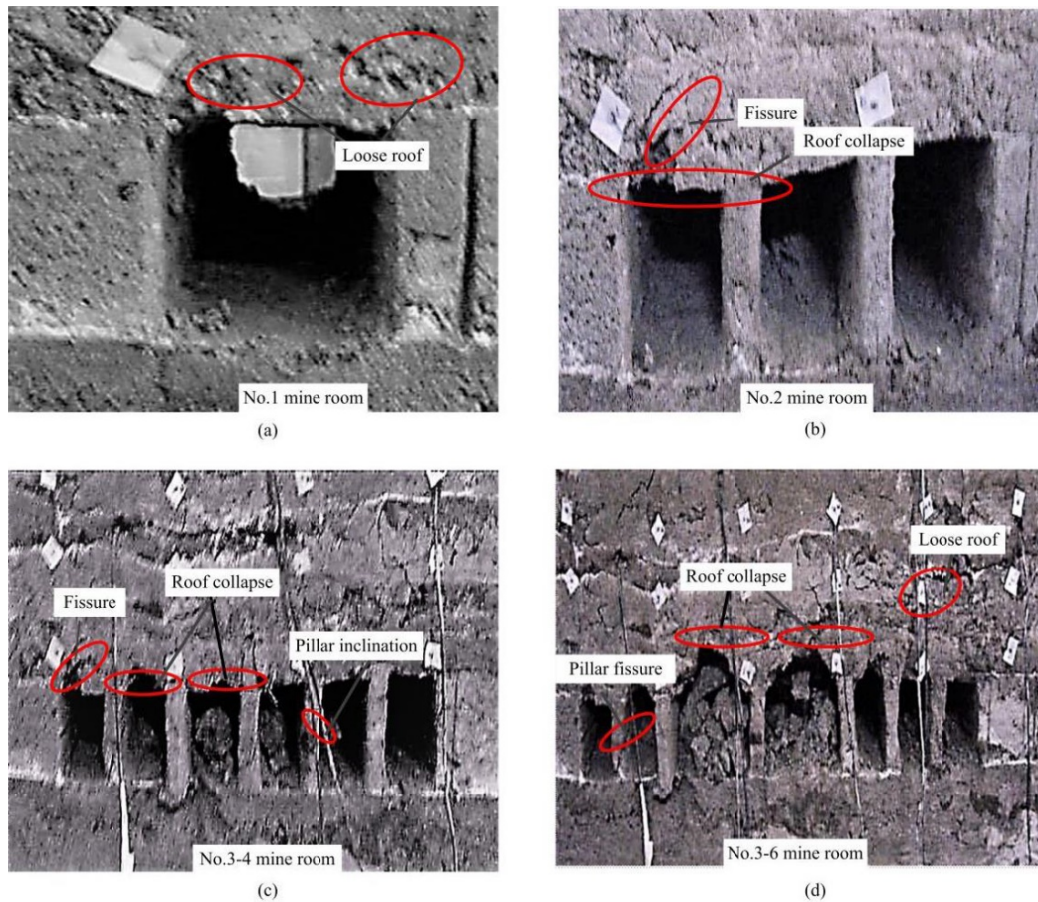 Loose roof
No.1 mine room
(a)
Fissure
Roof collapse
No.2 mine room
(b)
Roof collapse
Fissure
Pillar inclination
No.3-4 mine room
(c)
Loose roof
Roof collapse
Pillar fissure
No.3-6 mine room
(d)